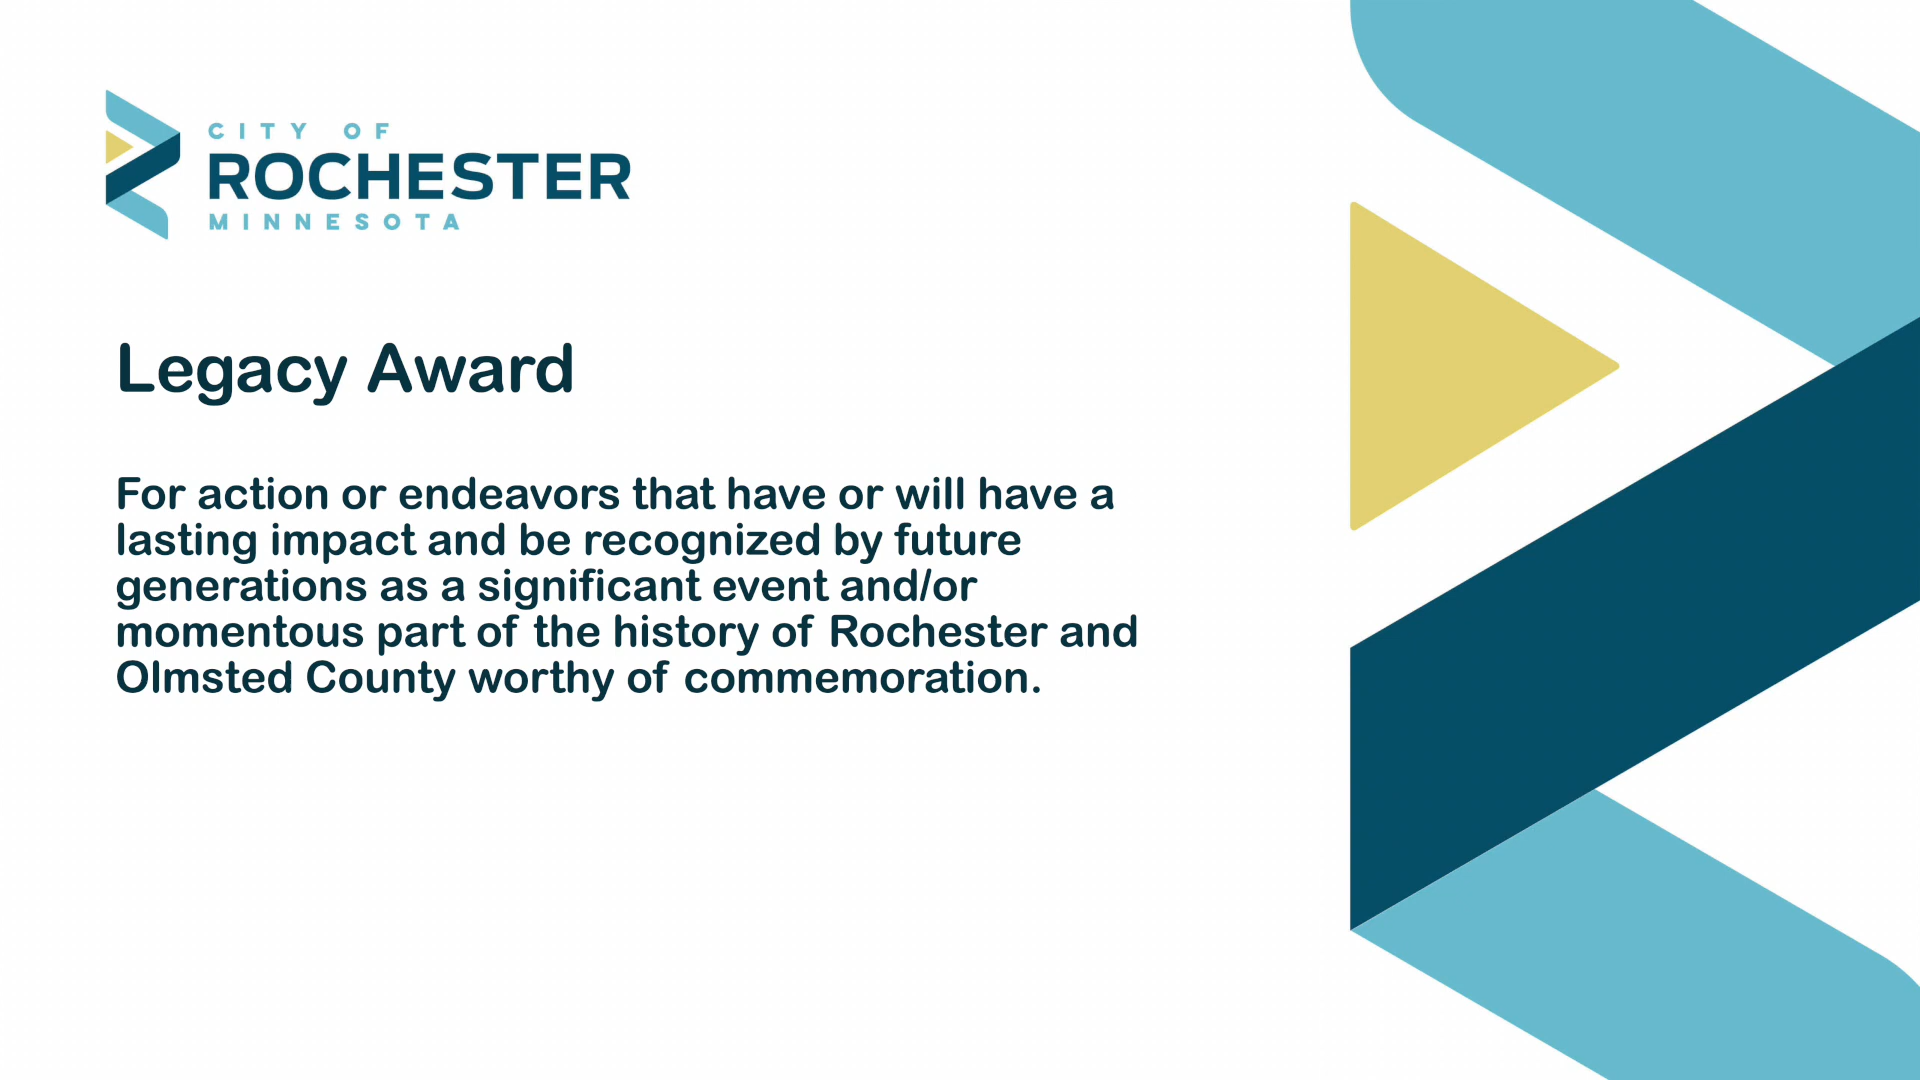 CITY OF
ROCHESTER
MINNESOTA
Legacy Award
For action or endeavors that have or will have a
lasting impact and be recognized by future
generations as a significant event and/or
momentous part of the history of Rochester and
Olmsted County worthy of commemoration.